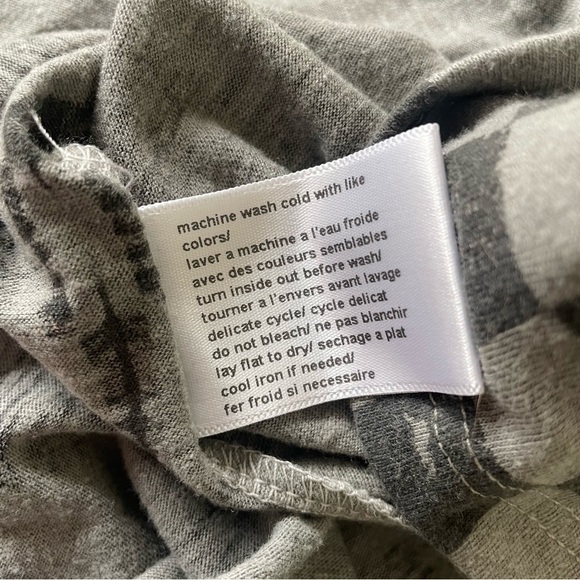 machine wash cold with like
colors/
laver a machine a l'eau froide
avec des couleurs semblables
turn inside out before wash/
tourner a l'envers avant lavage
delicate cycle/ cycle delicat
do not bleach/ ne pas blanchir
lay flat to dry/ sechage a plat
cool iron if needed/
fer froid si necessaire